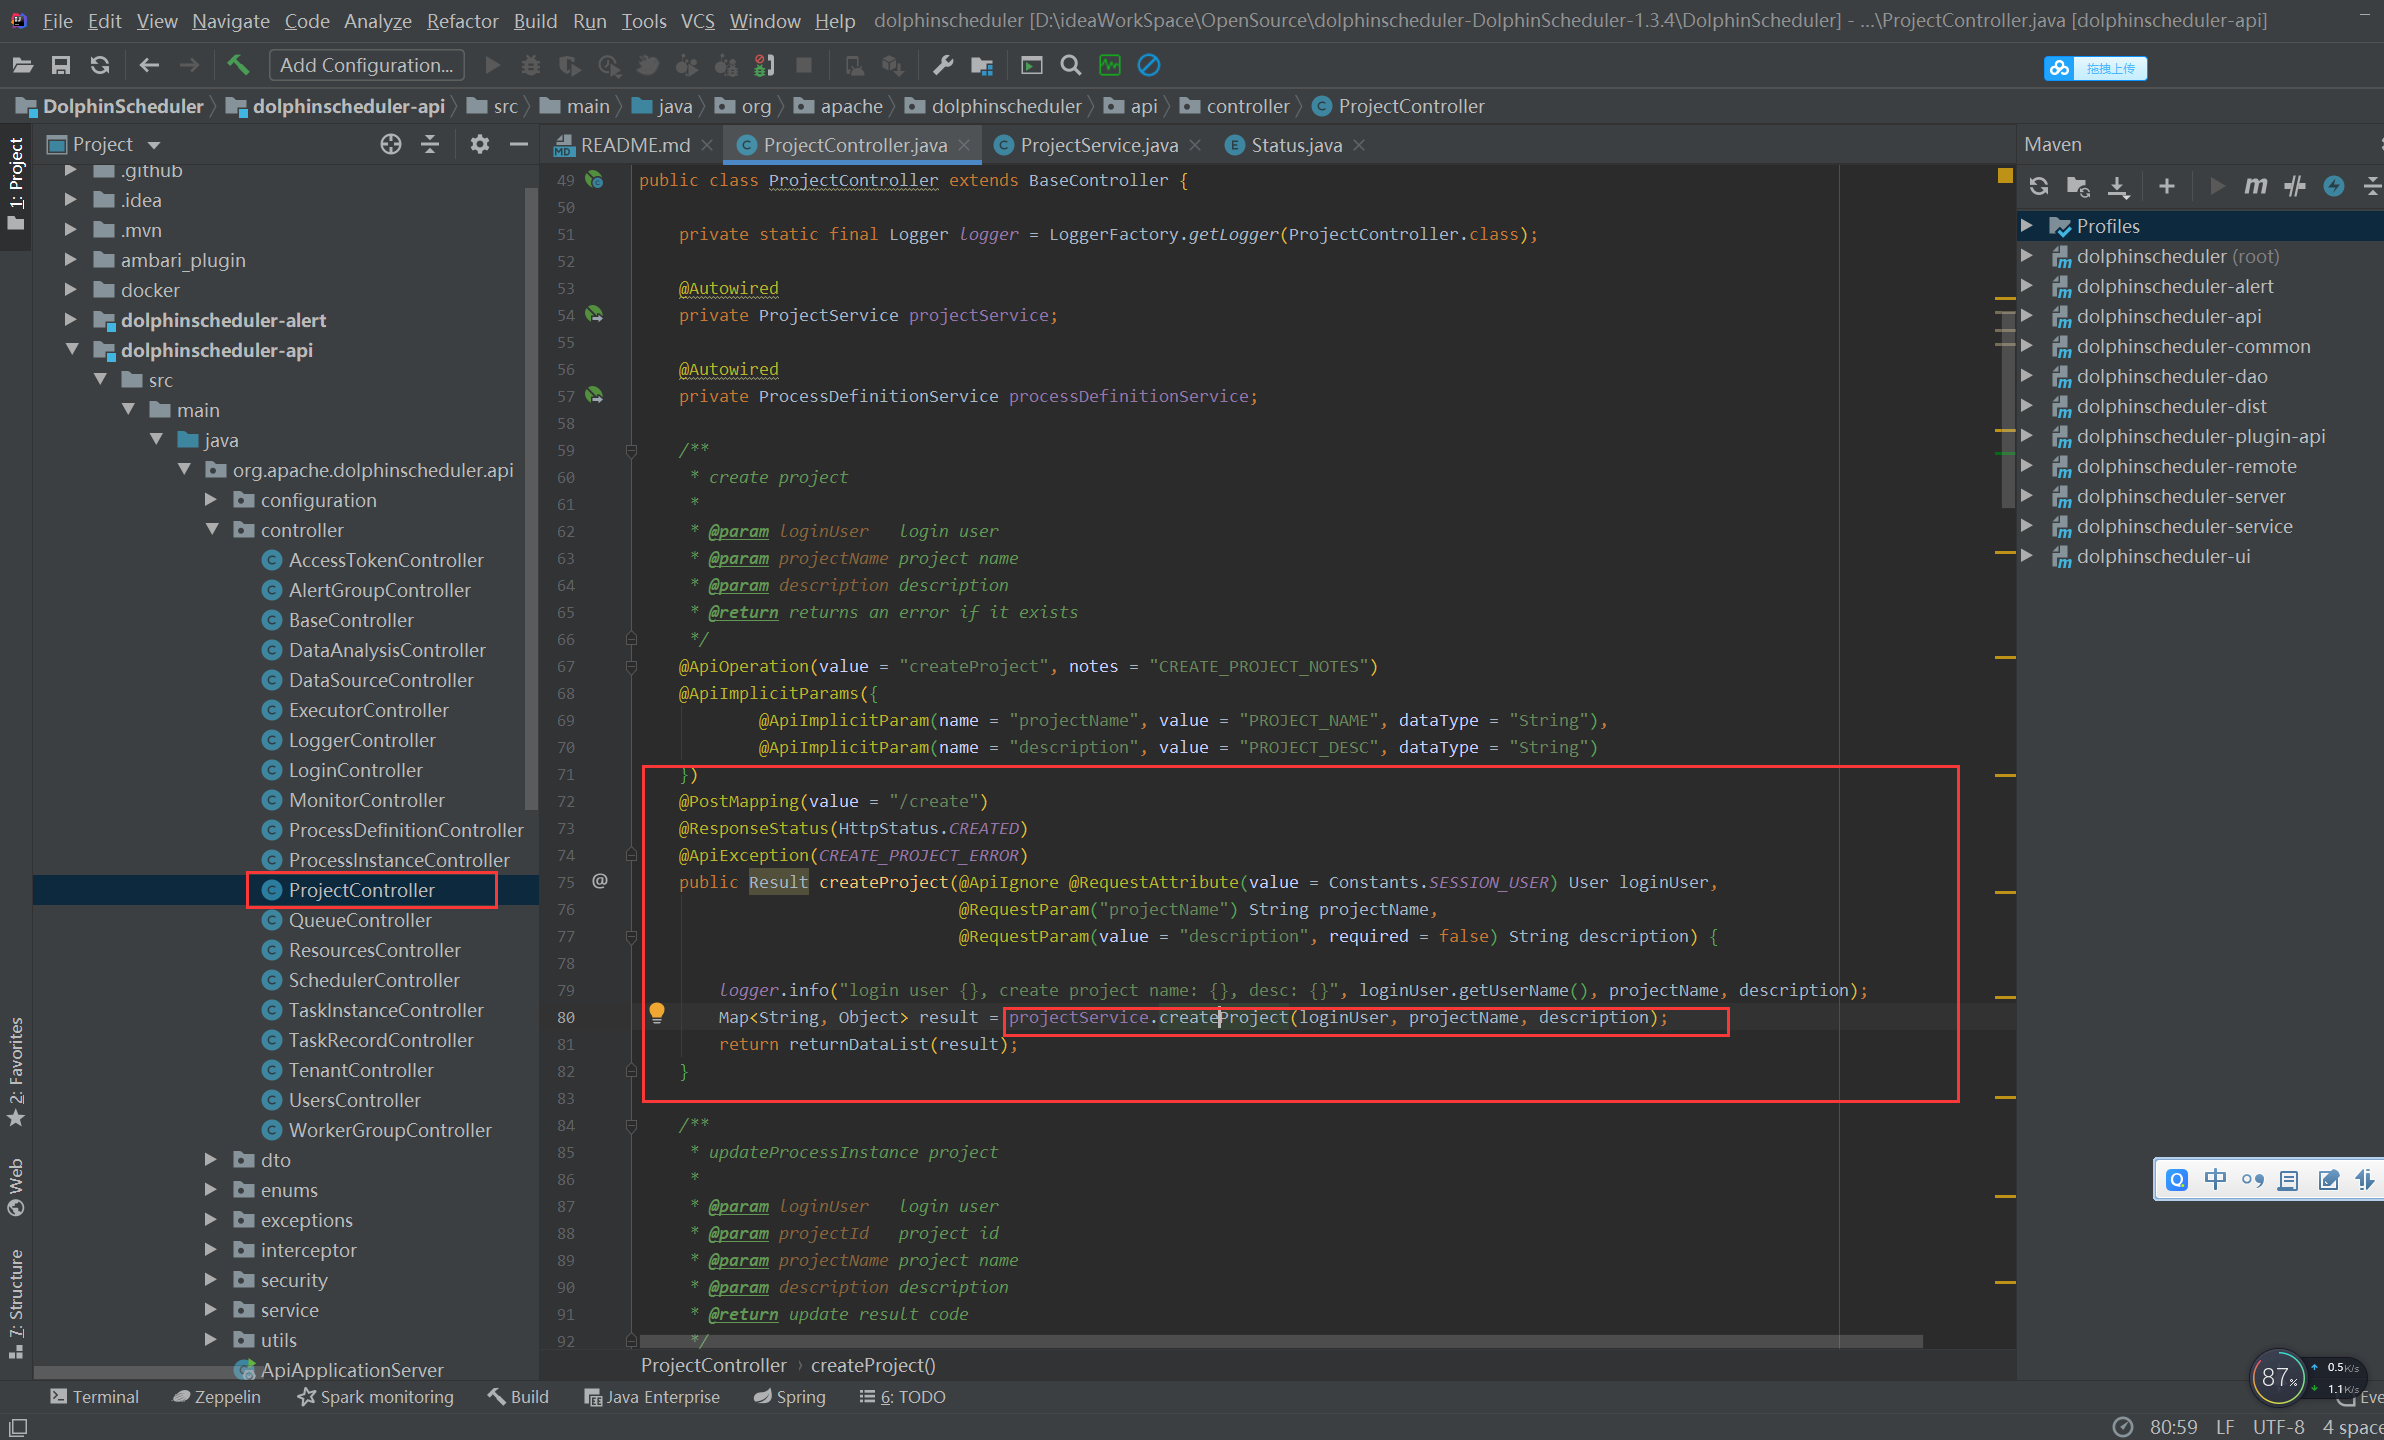 File Edit View Navigate Code Analyze Refactor Build Run Tools VCS Window Help dolphinscheduler [D:\ideaWorkSpace\OpenSource\dolphinscheduler-DolphinScheduler-1.3.4\DolphinScheduler] - ...\ProjectController.java [dolphinscheduler-api]
Add Configuration...
拖拽上传
DolphinScheduler dolphinscheduler-api src main java org apache dolphinscheduler api controller ProjectController
1: Project
2: Favorites
Web
7: Structure
Project
.github
.idea
.mvn
ambari_plugin
docker
dolphinscheduler-alert
dolphinscheduler-api
src
main
java
org.apache.dolphinscheduler.api
configuration
controller
AccessTokenController
AlertGroupController
BaseController
DataAnalysisController
DataSourceController
ExecutorController
LoggerController
LoginController
MonitorController
ProcessDefinitionController
ProcessInstanceController
ProjectController
QueueController
ResourcesController
SchedulerController
TaskInstanceController
TaskRecordController
TenantController
UsersController
WorkerGroupController
dto
enums
exceptions
interceptor
security
service
utils
ApiApplicationServer
README.md ProjectController.java ProjectService.java Status.java
49 public class ProjectController extends BaseController {
50
51 private static final Logger logger = LoggerFactory.getLogger(ProjectController.class);
52
53 @Autowired
54 private ProjectService projectService;
55
56 @Autowired
57 private ProcessDefinitionService processDefinitionService;
58
59 /**
60 * create project
61 *
62 * @param loginUser login user
63 * @param projectName project name
64 * @param description description
65 * @return returns an error if it exists
66 */
67 @ApiOperation(value = "createProject", notes = "CREATE_PROJECT_NOTES")
68 @ApiImplicitParams({
69 @ApiImplicitParam(name = "projectName", value = "PROJECT_NAME", dataType = "String"),
70 @ApiImplicitParam(name = "description", value = "PROJECT_DESC", dataType = "String")
71 })
72 @PostMapping(value = "/create")
73 @ResponseStatus(HttpStatus.CREATED)
74 @ApiException(CREATE_PROJECT_ERROR)
75 @ public Result createProject(@ApiIgnore @RequestAttribute(value = Constants.SESSION_USER) User loginUser,
76 @RequestParam("projectName") String projectName,
77 @RequestParam(value = "description", required = false) String description) {
78
79 logger.info("login user {}, create project name: {}, desc: {}", loginUser.getUserName(), projectName, description);
80 Map<String, Object> result = projectService.createProject(loginUser, projectName, description);
81 return returnDataList(result);
82 }
83
84 /**
85 * updateProcessInstance project
86 *
87 * @param loginUser login user
88 * @param projectId project id
89 * @param projectName project name
90 * @param description description
91 * @return update result code
92 */
ProjectController › createProject()
Maven
Profiles
dolphinscheduler (root)
dolphinscheduler-alert
dolphinscheduler-api
dolphinscheduler-common
dolphinscheduler-dao
dolphinscheduler-dist
dolphinscheduler-plugin-api
dolphinscheduler-remote
dolphinscheduler-server
dolphinscheduler-service
dolphinscheduler-ui
中
87% 0.5K/s
1.1K/s
Terminal Zeppelin Spark monitoring Build Java Enterprise Spring 6: TODO Eve
80:59 LF UTF-8 4 space